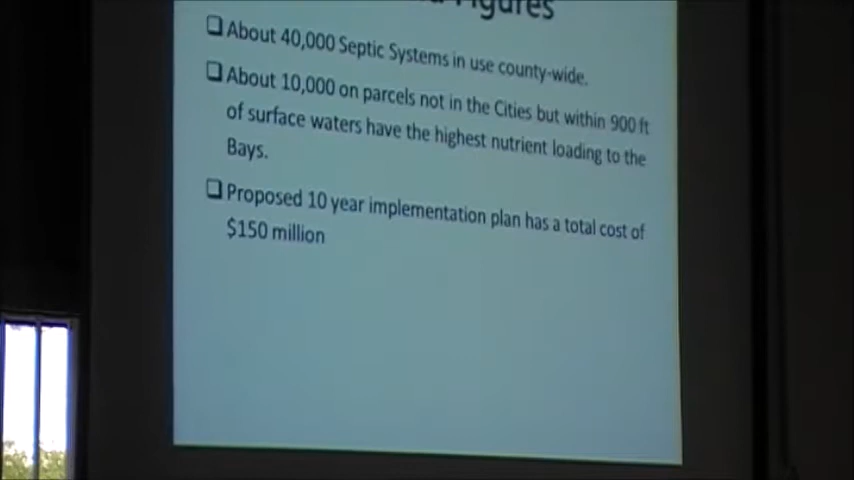 Figures
❑ About 40,000 Septic Systems in use county-wide.
❑ About 10,000 on parcels not in the Cities but within 900 ft
of surface waters have the highest nutrient loading to the
Bays.
❑ Proposed 10 year implementation plan has a total cost of
$150 million